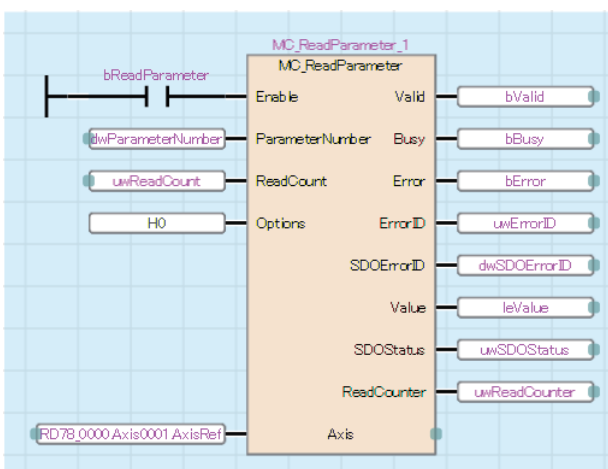 MC_ReadParameter_1
bReadParameter
MC_ReadParameter
Enable Valid bValid
dwParameterNumber ParameterNumber Busy bBusy
uwReadCount ReadCount Error bError
H0 Options ErrorID uwErrorID
SDOErrorID dwSDOErrorID
Value leValue
SDOStatus uwSDOStatus
ReadCounter uwReadCounter
RD78_0000.Axis0001.AxisRef Axis